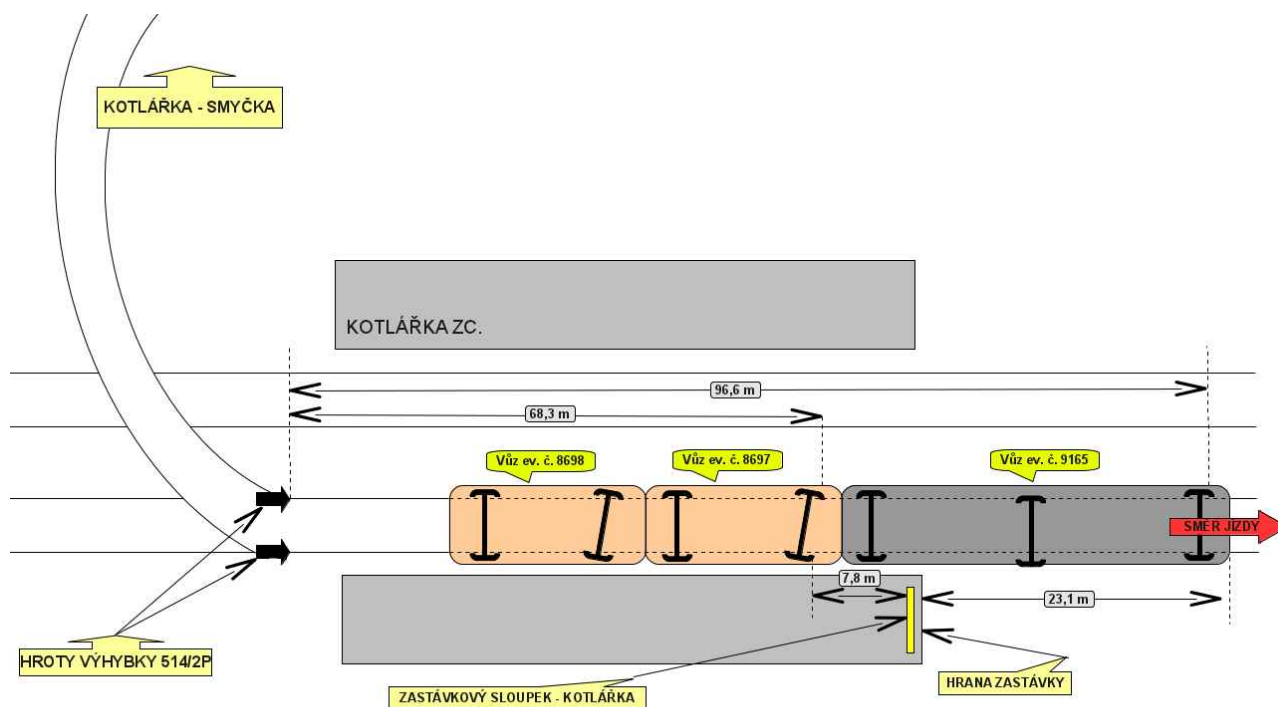 KOTLÁŘKA - SMYČKA
KOTLÁŘKA ZC.
96,6 m
68,3 m
Vůz ev. č. 8698
Vůz ev. č. 8697
Vůz ev. č. 9165
SMĚR JÍZDY
7,8 m
23,1 m
HROTY VÝHYBKY 514/2P
ZASTÁVKOVÝ SLOUPEK - KOTLÁŘKA
HRANA ZASTÁVKY